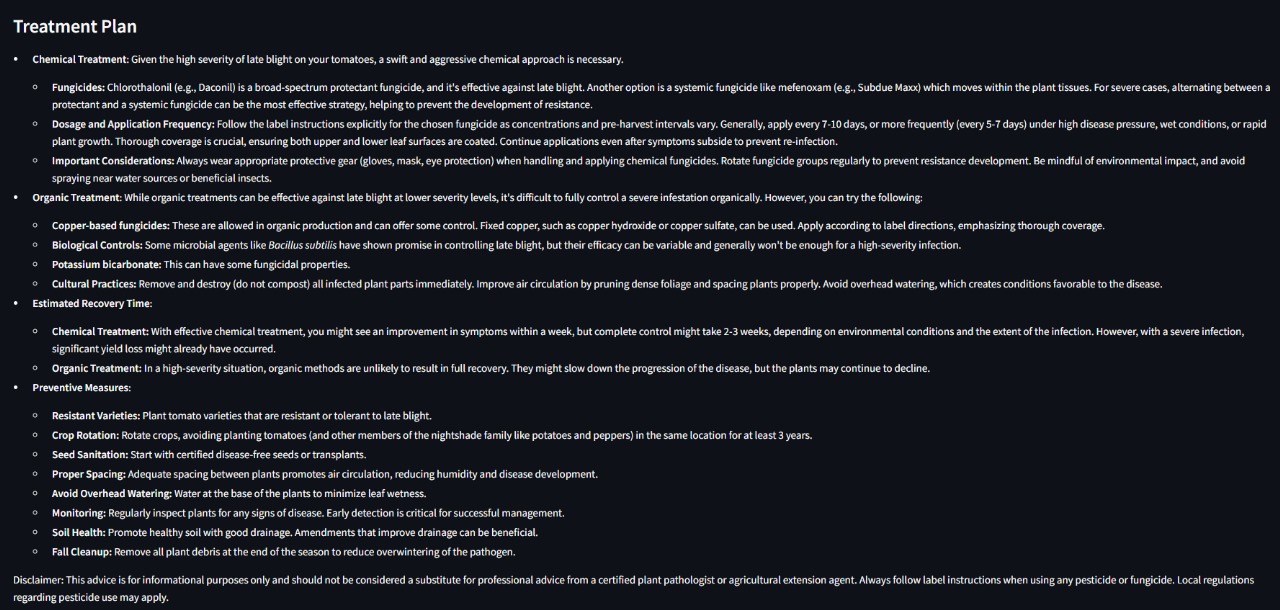 Treatment Plan
• Chemical Treatment: Given the high severity of late blight on your tomatoes, a swift and aggressive chemical approach is necessary.
◦ Fungicides: Chlorothalonil (e.g., Daconil) is a broad-spectrum protectant fungicide, and it's effective against late blight. Another option is a systemic fungicide like mefenoxam (e.g., Subdue Maxx) which moves within the plant tissues. For severe cases, alternating between a
protectant and a systemic fungicide can be the most effective strategy, helping to prevent the development of resistance.
◦ Dosage and Application Frequency: Follow the label instructions explicitly for the chosen fungicide as concentrations and pre-harvest intervals vary. Generally, apply every 7-10 days, or more frequently (every 5-7 days) under high disease pressure, wet conditions, or rapid
plant growth. Thorough coverage is crucial, ensuring both upper and lower leaf surfaces are coated. Continue applications even after symptoms subside to prevent re-infection.
◦ Important Considerations: Always wear appropriate protective gear (gloves, mask, eye protection) when handling and applying chemical fungicides. Rotate fungicide groups regularly to prevent resistance development. Be mindful of environmental impact, and avoid
spraying near water sources or beneficial insects.
• Organic Treatment: While organic treatments can be effective against late blight at lower severity levels, it's difficult to fully control a severe infestation organically. However, you can try the following:
◦ Copper-based fungicides: These are allowed in organic production and can offer some control. Fixed copper, such as copper hydroxide or copper sulfate, can be used. Apply according to label directions, emphasizing thorough coverage.
◦ Biological Controls: Some microbial agents like Bacillus subtilis have shown promise in controlling late blight, but their efficacy can be variable and generally won't be enough for a high-severity infection.
◦ Potassium bicarbonate: This can have some fungicidal properties.
◦ Cultural Practices: Remove and destroy (do not compost) all infected plant parts immediately. Improve air circulation by pruning dense foliage and spacing plants properly. Avoid overhead watering, which creates conditions favorable to the disease.
• Estimated Recovery Time:
◦ Chemical Treatment: With effective chemical treatment, you might see an improvement in symptoms within a week, but complete control might take 2-3 weeks, depending on environmental conditions and the extent of the infection. However, with a severe infection,
significant yield loss might already have occurred.
◦ Organic Treatment: In a high-severity situation, organic methods are unlikely to result in full recovery. They might slow down the progression of the disease, but the plants may continue to decline.
• Preventive Measures:
◦ Resistant Varieties: Plant tomato varieties that are resistant or tolerant to late blight.
◦ Crop Rotation: Rotate crops, avoiding planting tomatoes (and other members of the nightshade family like potatoes and peppers) in the same location for at least 3 years.
◦ Seed Sanitation: Start with certified disease-free seeds or transplants.
◦ Proper Spacing: Adequate spacing between plants promotes air circulation, reducing humidity and disease development.
◦ Avoid Overhead Watering: Water at the base of the plants to minimize leaf wetness.
◦ Monitoring: Regularly inspect plants for any signs of disease. Early detection is critical for successful management.
◦ Soil Health: Promote healthy soil with good drainage. Amendments that improve drainage can be beneficial.
◦ Fall Cleanup: Remove all plant debris at the end of the season to reduce overwintering of the pathogen.
Disclaimer: This advice is for informational purposes only and should not be considered a substitute for professional advice from a certified plant pathologist or agricultural extension agent. Always follow label instructions when using any pesticide or fungicide. Local regulations
regarding pesticide use may apply.